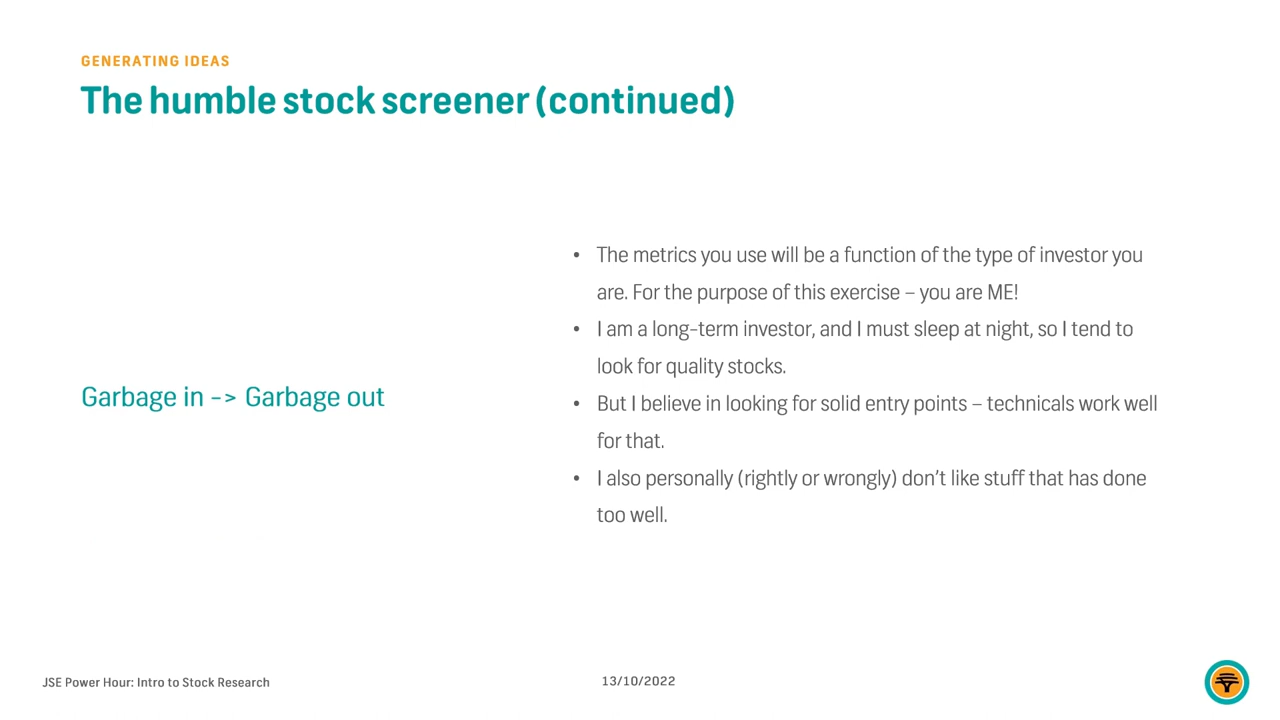 GENERATING IDEAS
The humble stock screener (continued)
Garbage in -> Garbage out
• The metrics you use will be a function of the type of investor you
are. For the purpose of this exercise – you are ME!
• I am a long-term investor, and I must sleep at night, so I tend to
look for quality stocks.
• But I believe in looking for solid entry points – technicals work well
for that.
• I also personally (rightly or wrongly) don’t like stuff that has done
too well.
JSE Power Hour: Intro to Stock Research
13/10/2022